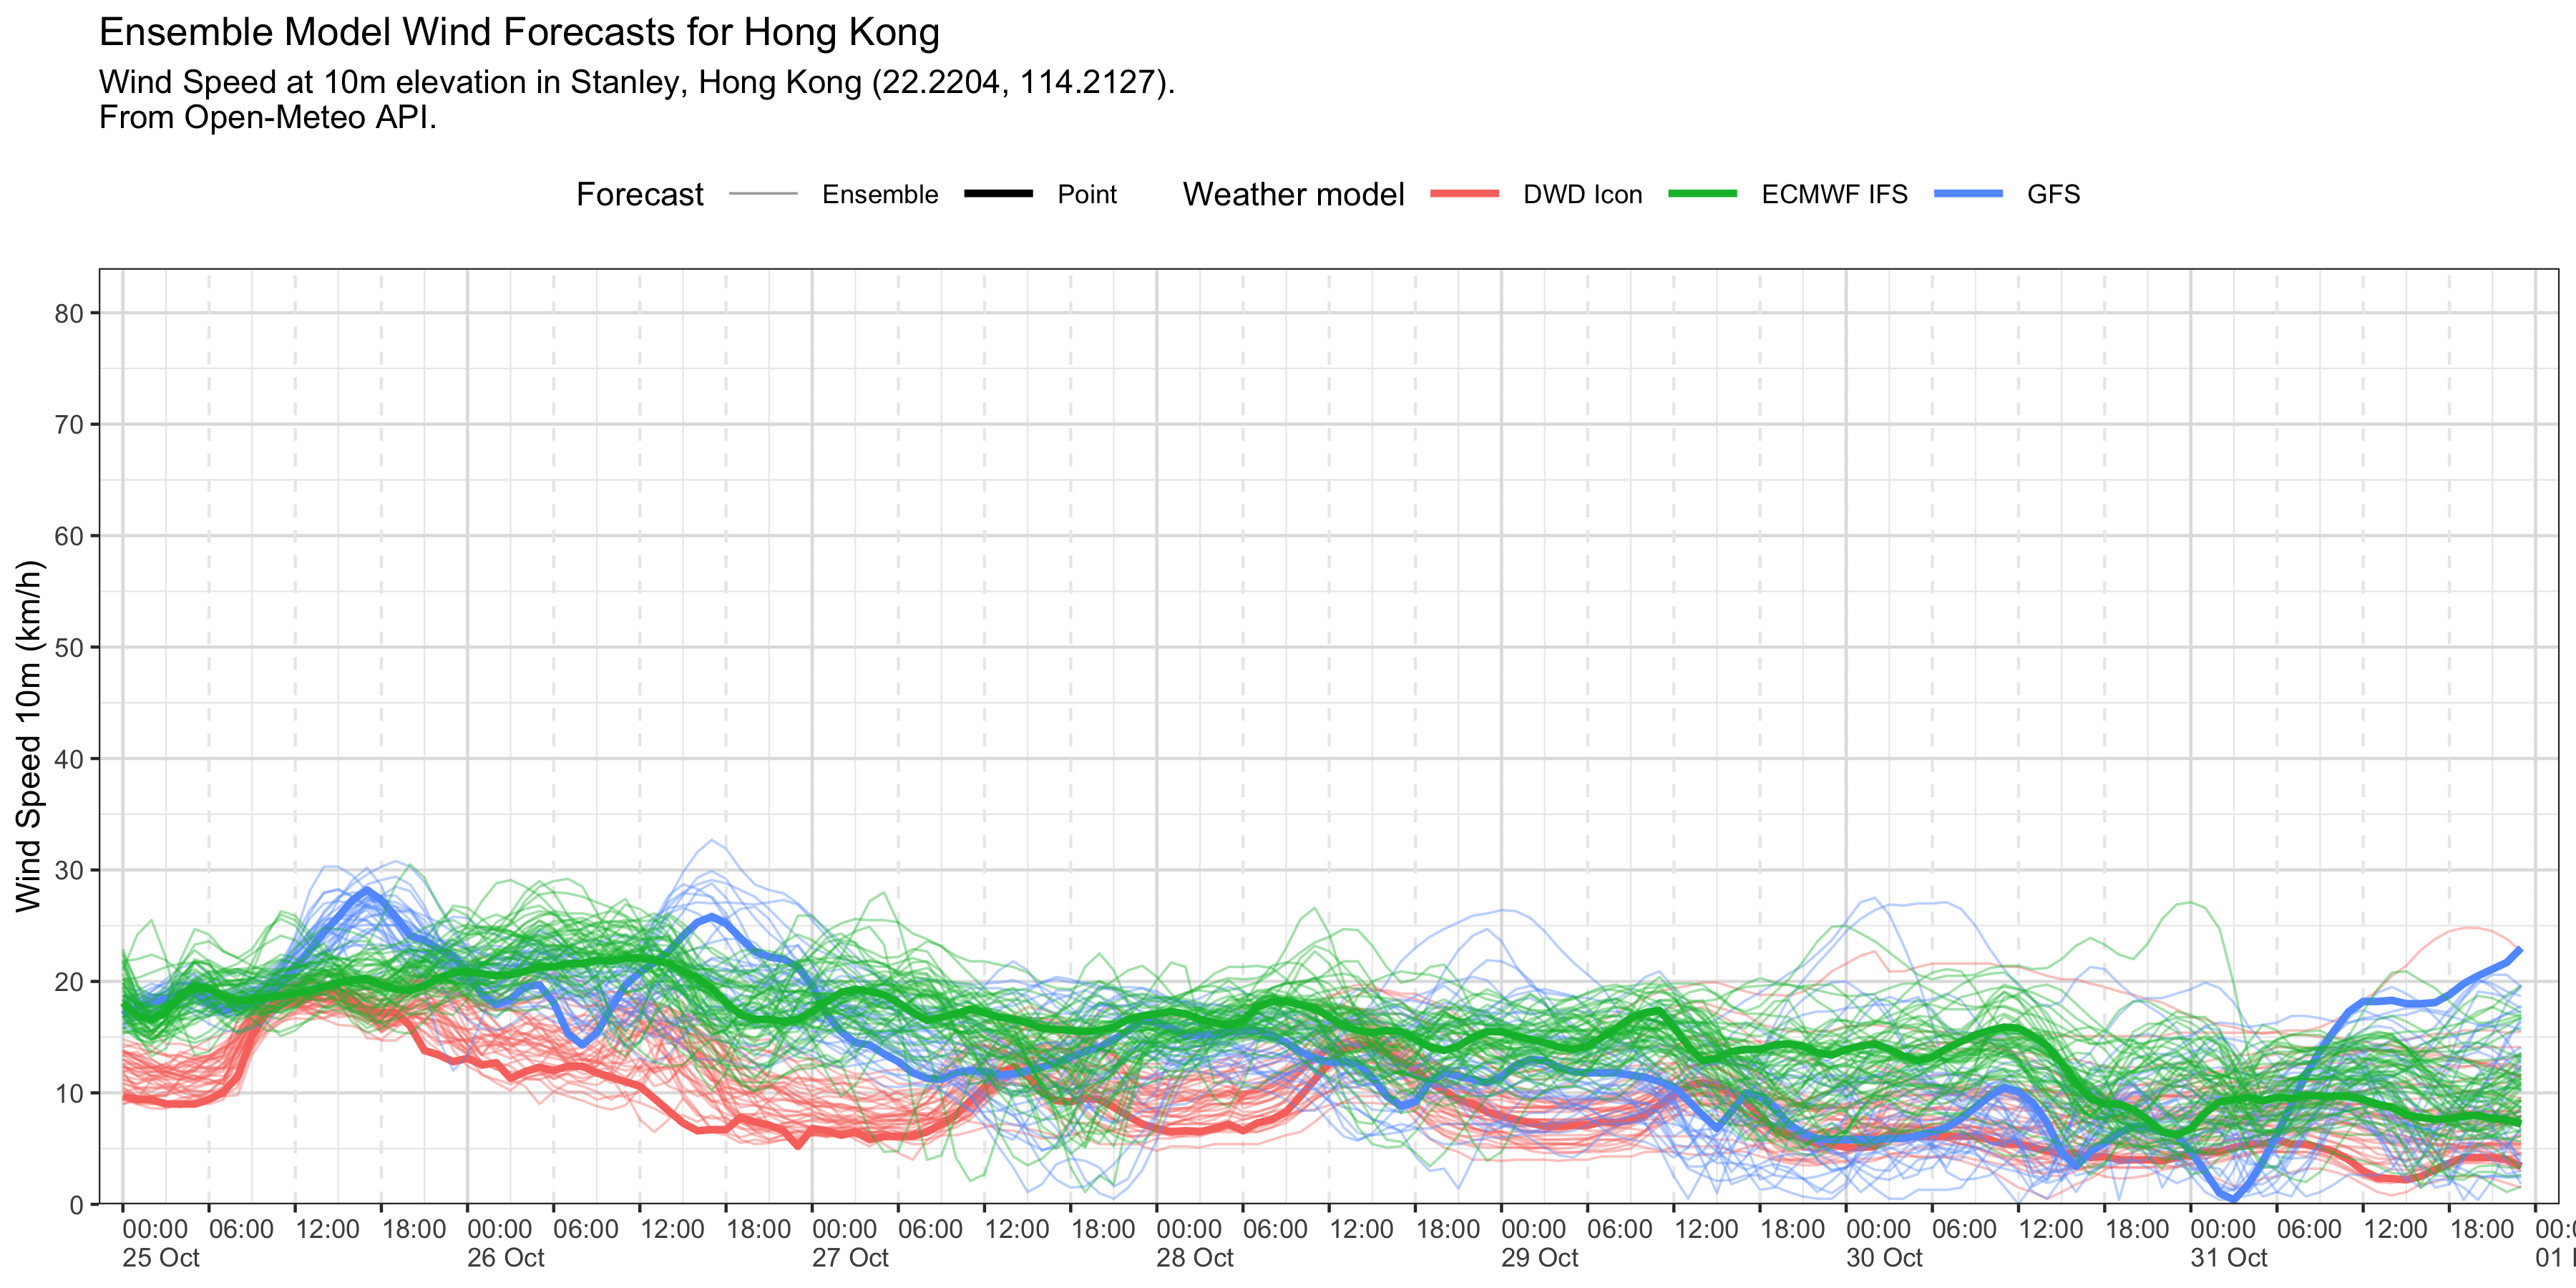 Ensemble Model Wind Forecasts for Hong Kong
Wind Speed at 10m elevation in Stanley, Hong Kong (22.2204, 114.2127).
From Open-Meteo API.
Forecast Ensemble Point Weather model DWD Icon ECMWF IFS GFS
Wind Speed 10m (km/h)
80
70
60
50
40
30
20
10
0
00:00 06:00 12:00 18:00 00:00 06:00 12:00 18:00 00:00 06:00 12:00 18:00 00:00 06:00 12:00 18:00 00:00 06:00 12:00 18:00 00:00 06:00 12:00 18:00 00:00 06:00 12:00 18:00
25 Oct 26 Oct 27 Oct 28 Oct 29 Oct 30 Oct 31 Oct 01